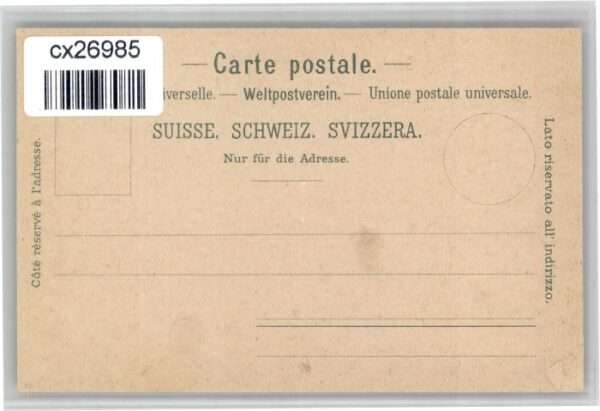 cx26985
— Carte postale. —
iverselle. — Weltpostverein. — Unione postale universale.
SUISSE. SCHWEIZ. SVIZZERA.
Nur für die Adresse.
Côté réservé à l'adresse.
Lato riservato all' indirizzo.